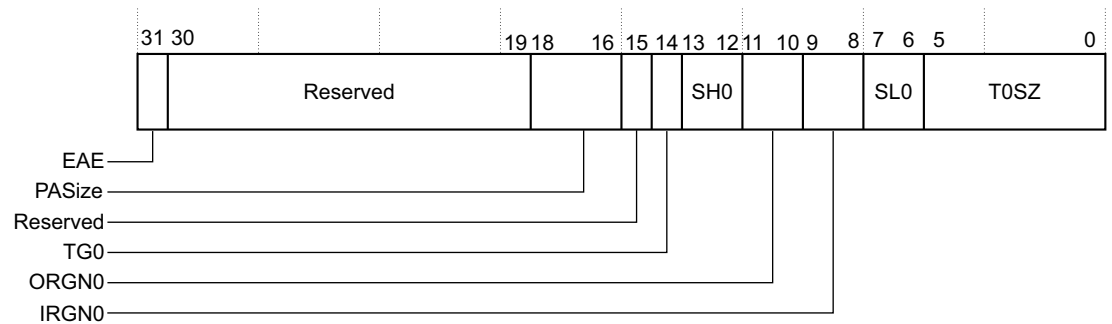 31 30 19 18 16 15 14 13 12 11 10 9 8 7 6 5 0
Reserved SH0 SL0 T0SZ
EAE
PASize
Reserved
TG0
ORGN0
IRGN0